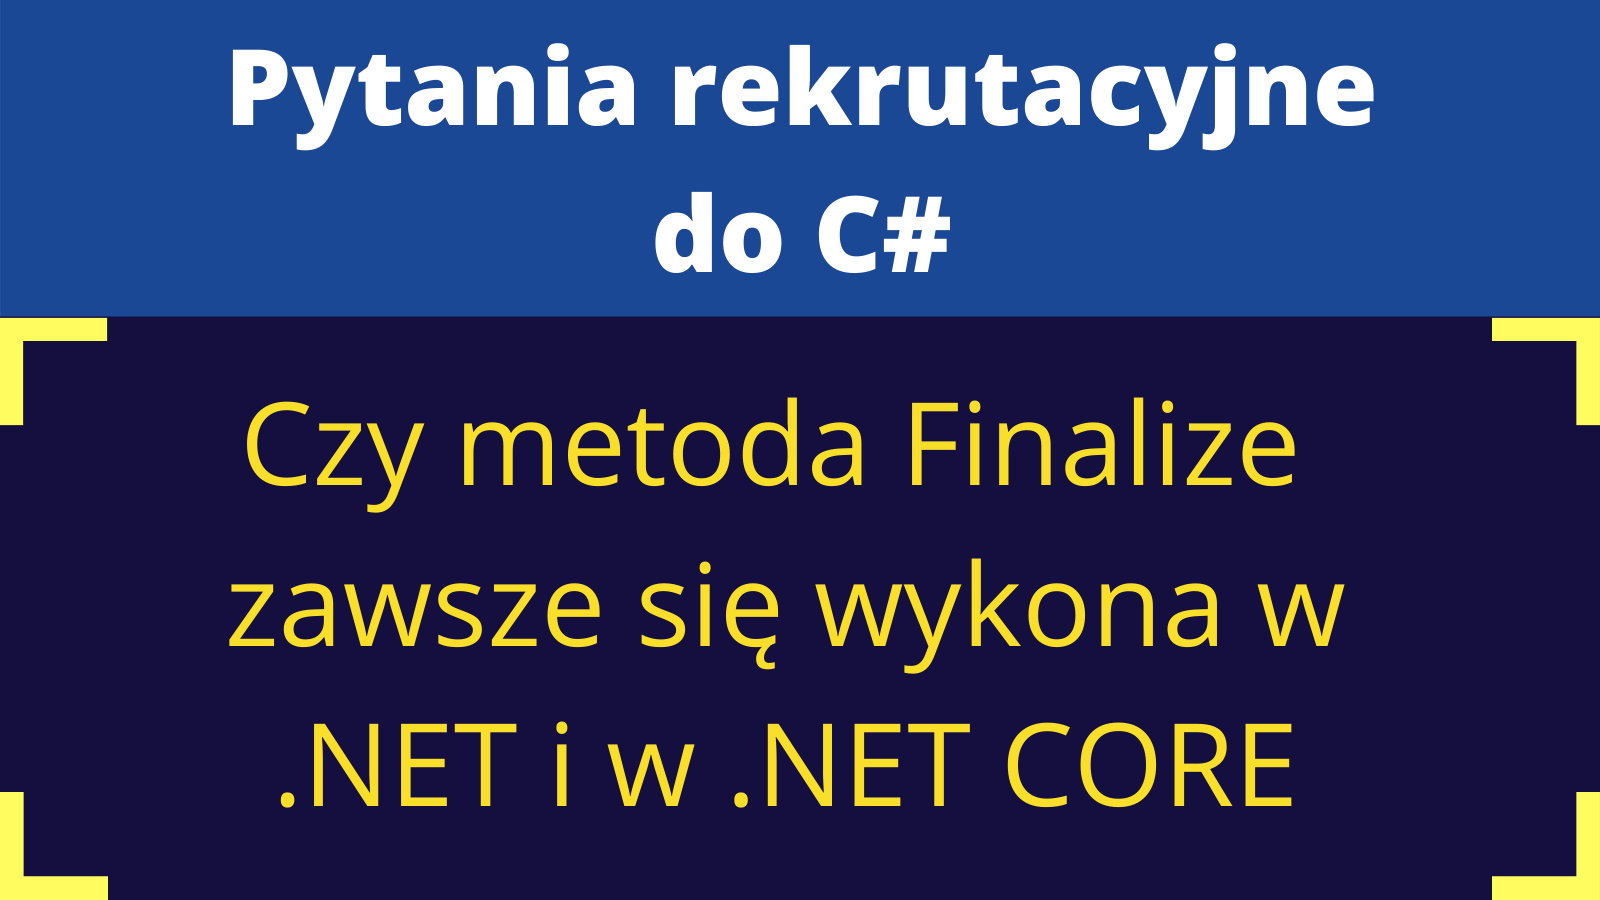 Pytania rekrutacyjne
do C#
Czy metoda Finalize
zawsze się wykona w
.NET i w .NET CORE